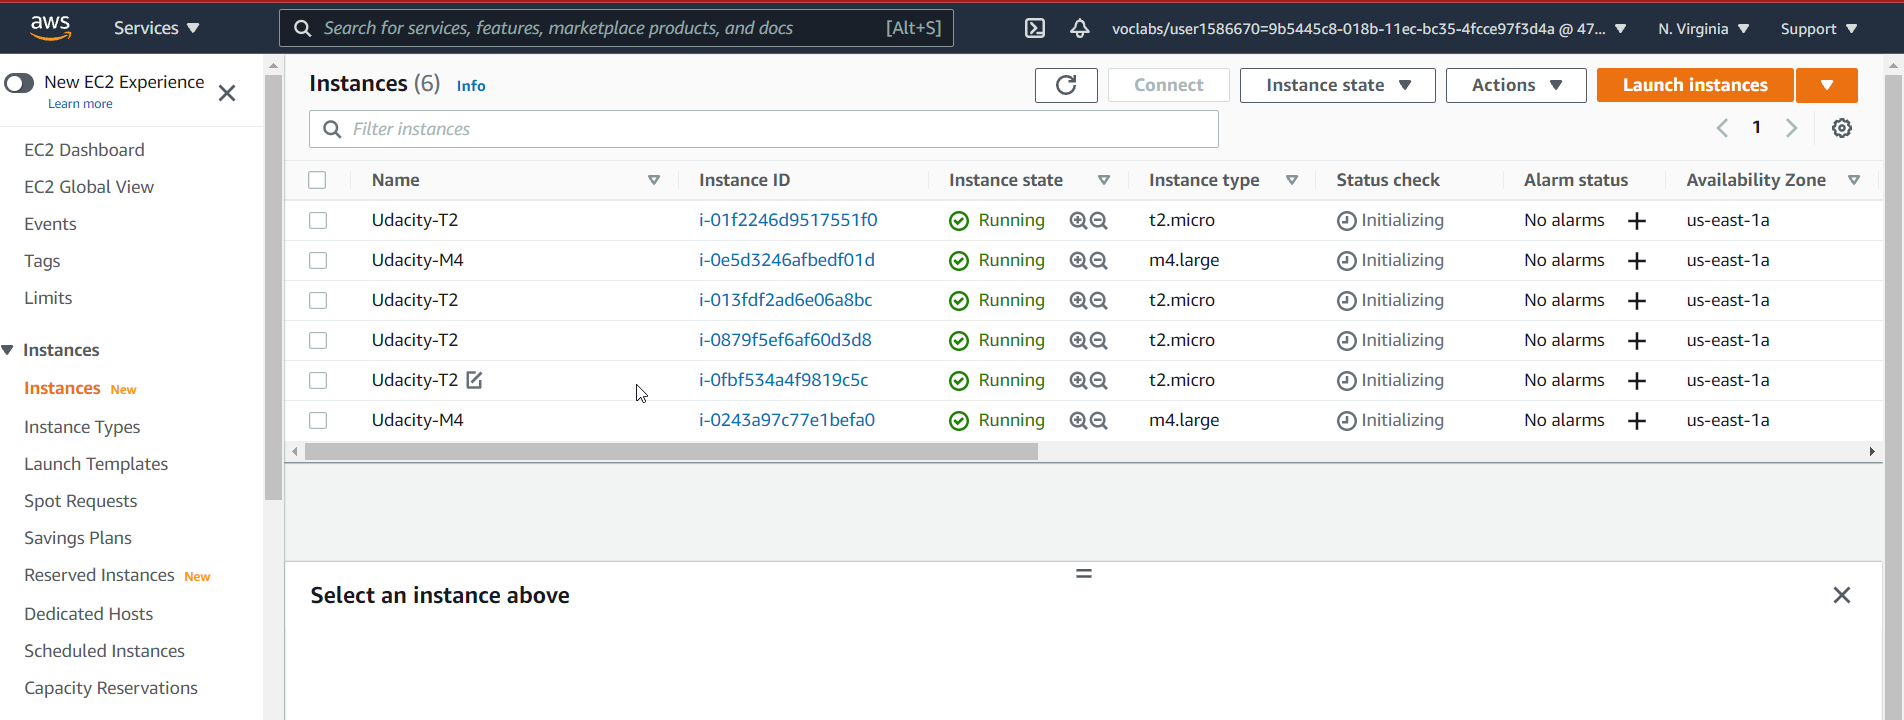 aws Services Search for services, features, marketplace products, and docs [Alt+S] voclabs/user1586670=9b5445c8-018b-11ec-bc35-4fcce97f3d4a @ 47... N. Virginia Support
New EC2 Experience
Learn more
EC2 Dashboard
EC2 Global View
Events
Tags
Limits
Instances
Instances New
Instance Types
Launch Templates
Spot Requests
Savings Plans
Reserved Instances New
Dedicated Hosts
Scheduled Instances
Capacity Reservations
Instances (6) Info Connect Instance state Actions Launch instances
Filter instances 1
Name Instance ID Instance state Instance type Status check Alarm status Availability Zone
Udacity-T2 i-01f2246d9517551f0 Running t2.micro Initializing No alarms us-east-1a
Udacity-M4 i-0e5d3246afbedf01d Running m4.large Initializing No alarms us-east-1a
Udacity-T2 i-013fdf2ad6e06a8bc Running t2.micro Initializing No alarms us-east-1a
Udacity-T2 i-0879f5ef6af60d3d8 Running t2.micro Initializing No alarms us-east-1a
Udacity-T2 i-0fbf534a4f9819c5c Running t2.micro Initializing No alarms us-east-1a
Udacity-M4 i-0243a97c77e1befa0 Running m4.large Initializing No alarms us-east-1a
Select an instance above